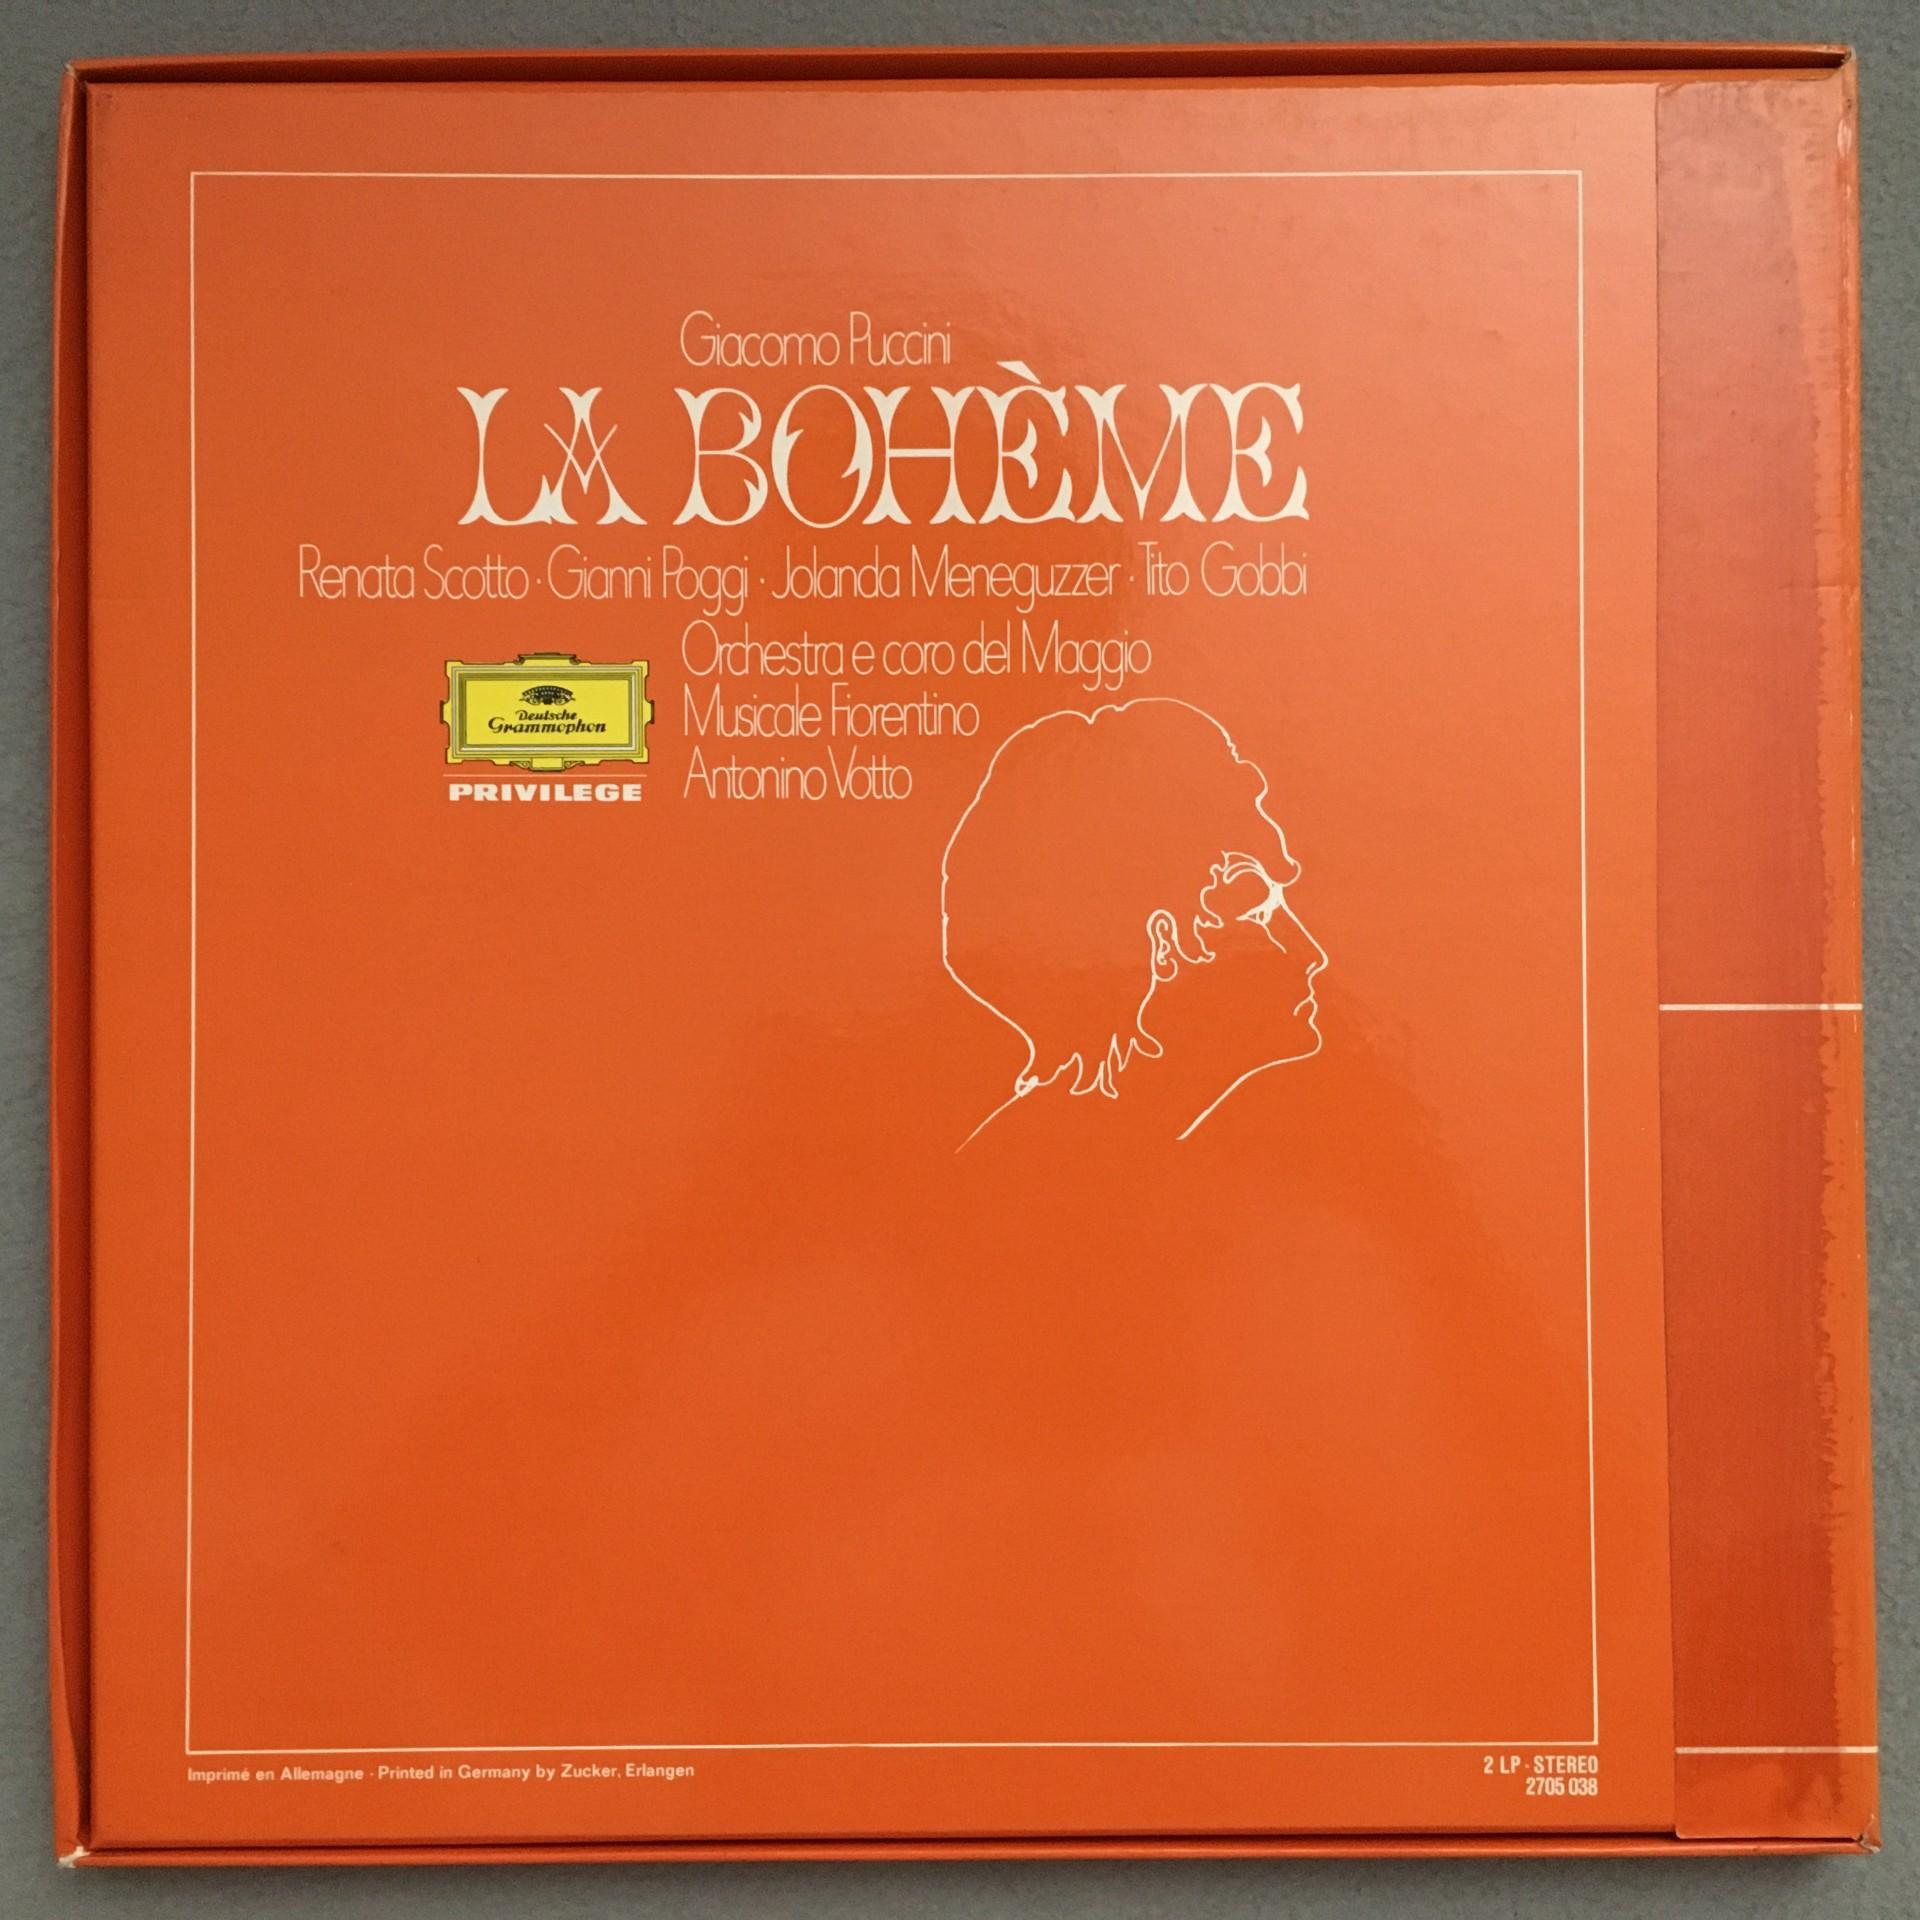 Giacomo Puccini
LA BOHÈME
Renata Scotto · Gianni Poggi · Jolanda Meneguzzer · Tito Gobbi
Orchestra e coro del Maggio
Musicale Fiorentino
Antonino Votto
Deutsche
Grammophon
PRIVILEGE
Imprimé en Allemagne · Printed in Germany by Zucker, Erlangen
2 LP · STEREO
2705 038